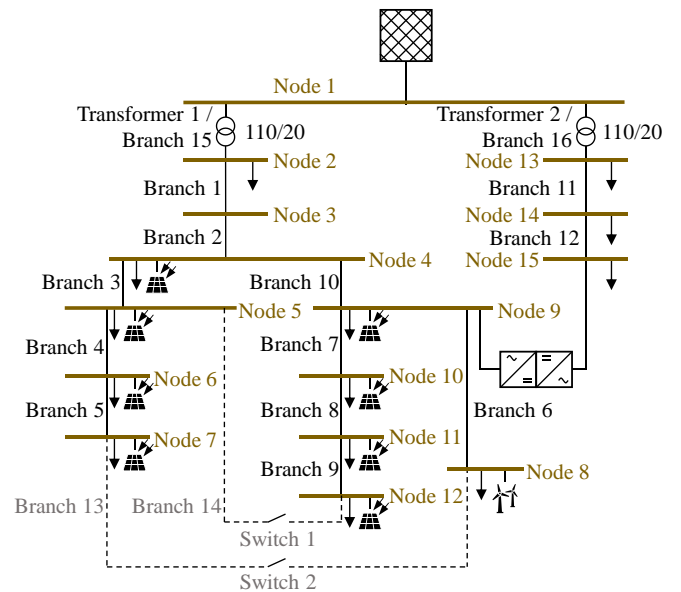 Node 1
Transformer 1 /
Branch 15
110/20
Transformer 2 /
Branch 16
110/20
Node 2
Node 13
Branch 1
Branch 11
Node 3
Node 14
Branch 2
Branch 12
Node 4
Node 15
Branch 3
Branch 10
Node 5
Node 9
Branch 4
Branch 7
Node 6
Node 10
Branch 5
Branch 8
Branch 6
Node 7
Node 11
Branch 9
Node 8
Node 12
Branch 13
Branch 14
Switch 1
Switch 2